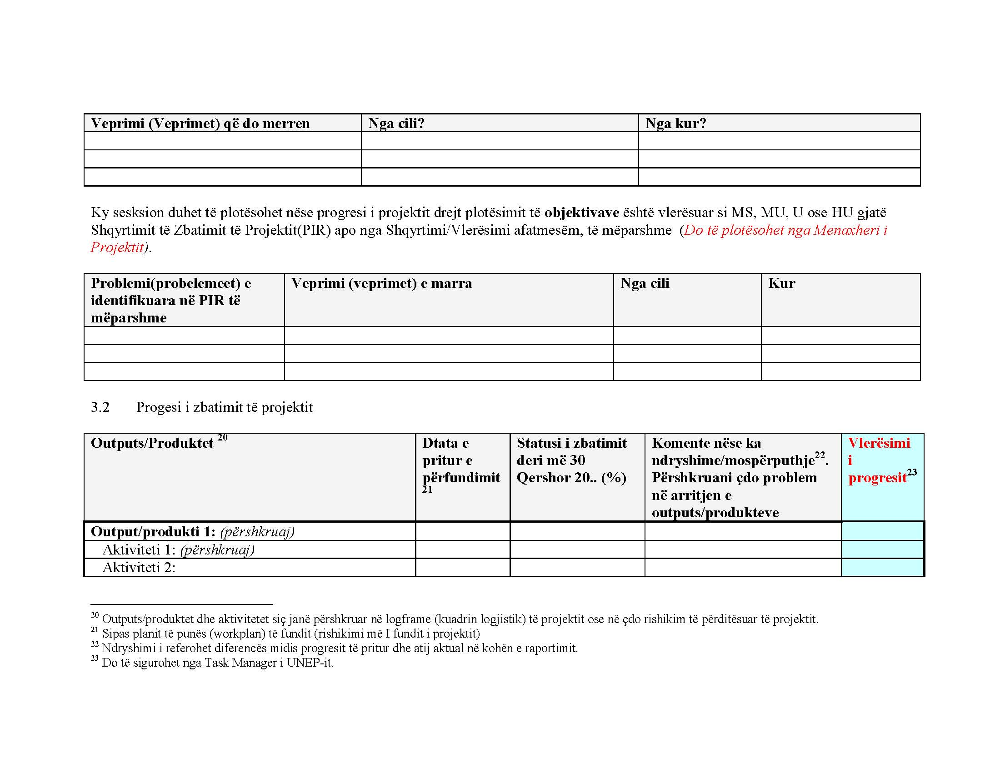 Veprimi (Veprimet) që do merren Nga cili? Nga kur?
Ky sesksion duhet të plotësohet nëse progresi i projektit drejt plotësimit të objektivave është vlerësuar si MS, MU, U ose HU gjatë
Shqyrtimit të Zbatimit të Projektit(PIR) apo nga Shqyrtimi/Vlerësimi afatmesëm, të mëparshme (Do të plotësohet nga Menaxheri i
Projektit).
Problemi(probelemeet) e
identifikuara në PIR të
mëparshme
Veprimi (veprimet) e marra
Nga cili
Kur
3.2 Progesi i zbatimit të projektit
Outputs/Produktet 20
Dtata e
pritur e
përfundimit
21
Statusi i zbatimit
deri më 30
Qershor 20.. (%)
Komente nëse ka
ndryshime/mospërputhje22.
Përshkruani çdo problem
në arritjen e
outputs/produkteve
Vlerësimi
i
progresit23
Output/produkti 1: (përshkruaj)
Aktiviteti 1: (përshkruaj)
Aktiviteti 2:
20 Outputs/produktet dhe aktivitetet siç janë përshkruar në logframe (kuadrin logjistik) të projektit ose në çdo rishikim të përditësuar të projektit.
21 Sipas planit të punës (workplan) të fundit (rishikimi më I fundit i projektit)
22 Ndryshimi i referohet diferencës midis progresit të pritur dhe atij aktual në kohën e raportimit.
23 Do të sigurohet nga Task Manager i UNEP-it.